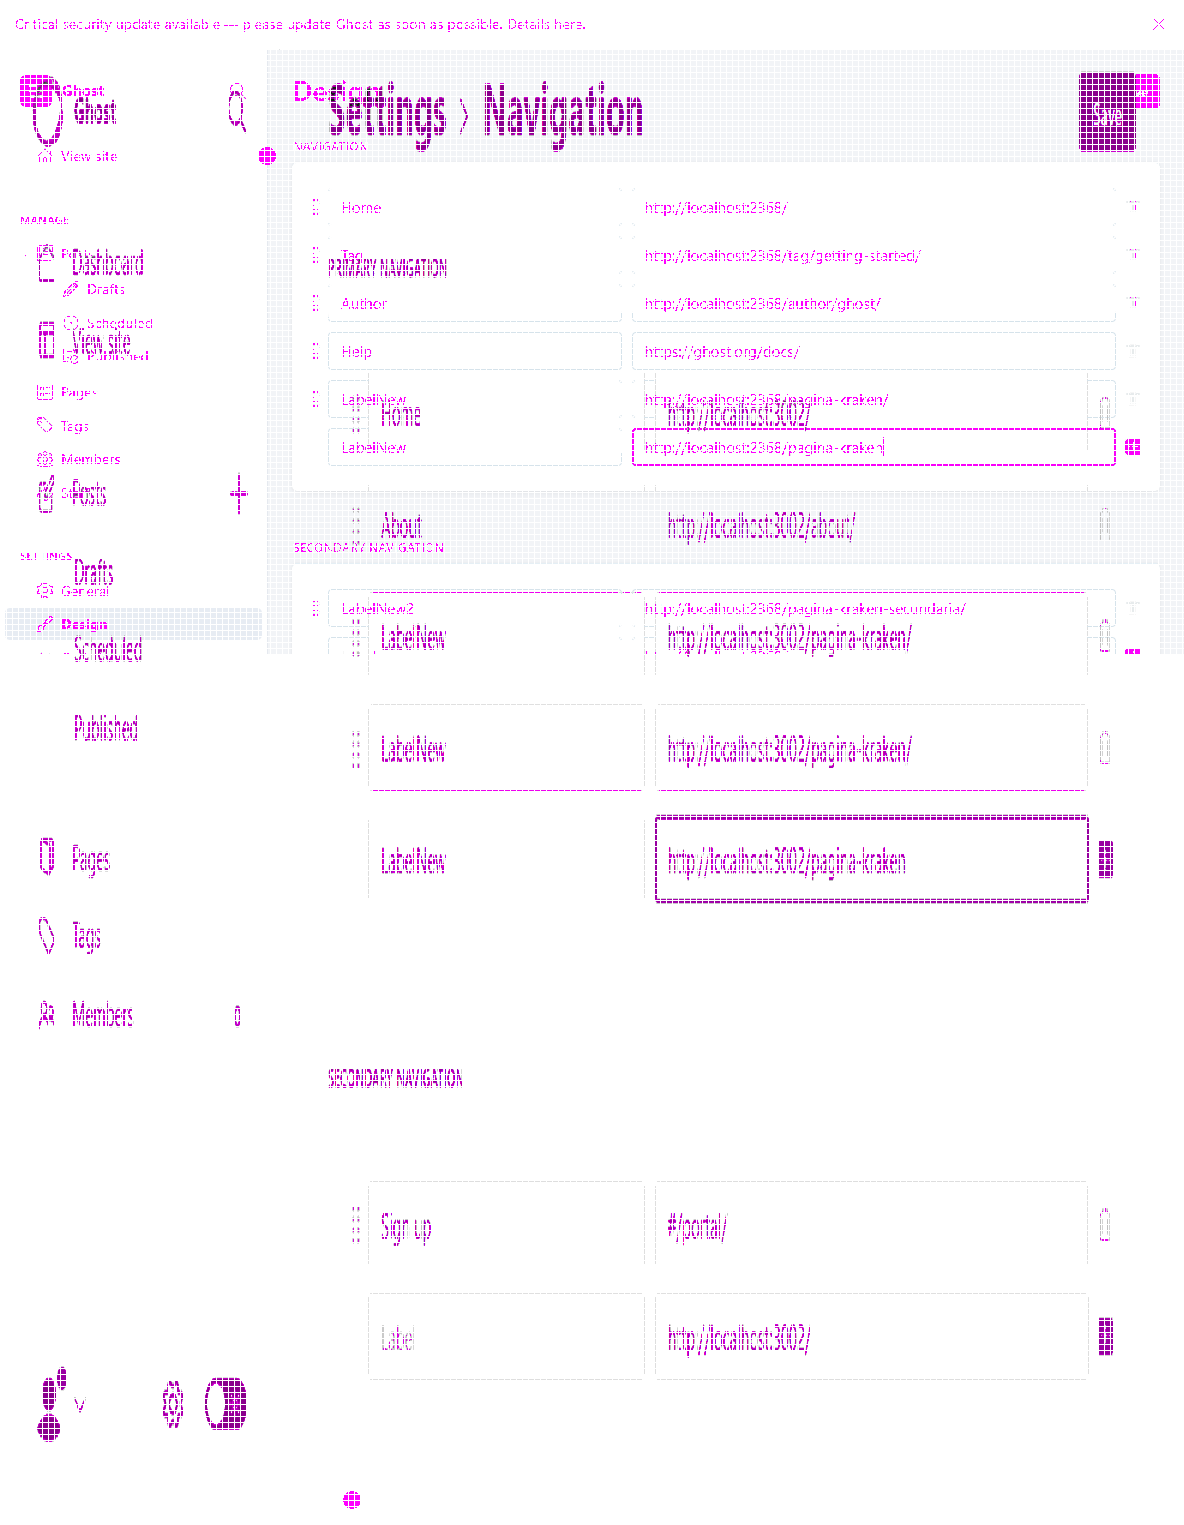 Critical security update available — please update Ghost as soon as possible. Details here.
Ghost
Design
Ghost
Settings
Navigation
Save
NAVIGATION
View site
Home
http://localhost:2368/
MANAGE
Tag
http://localhost:2368/tag/getting-started/
Dashboard
PRIMARY NAVIGATION
Drafts
Author
http://localhost:2368/author/ghost/
Scheduled
View site
Published
Help
https://ghost.org/docs/
Pages
LabelNew
http://localhost:2368/pagina-kraken/
Home
http://localhost:3002/
Tags
LabelNew
http://localhost:2368/pagina-kraken
Members
Posts
About
http://localhost:3002/about/
SECONDARY NAVIGATION
SETTINGS
Drafts
General
LabelNew2
http://localhost:2368/pagina-kraken-secundaria/
Design
LabelNew
http://localhost:3002/pagina-kraken/
Scheduled
Published
LabelNew
http://localhost:3002/pagina-kraken/
Pages
LabelNew
http://localhost:3002/pagina-kraken
Tags
Members
0
SECONDARY NAVIGATION
Sign up
#/portal/
Label
http://localhost:3002/